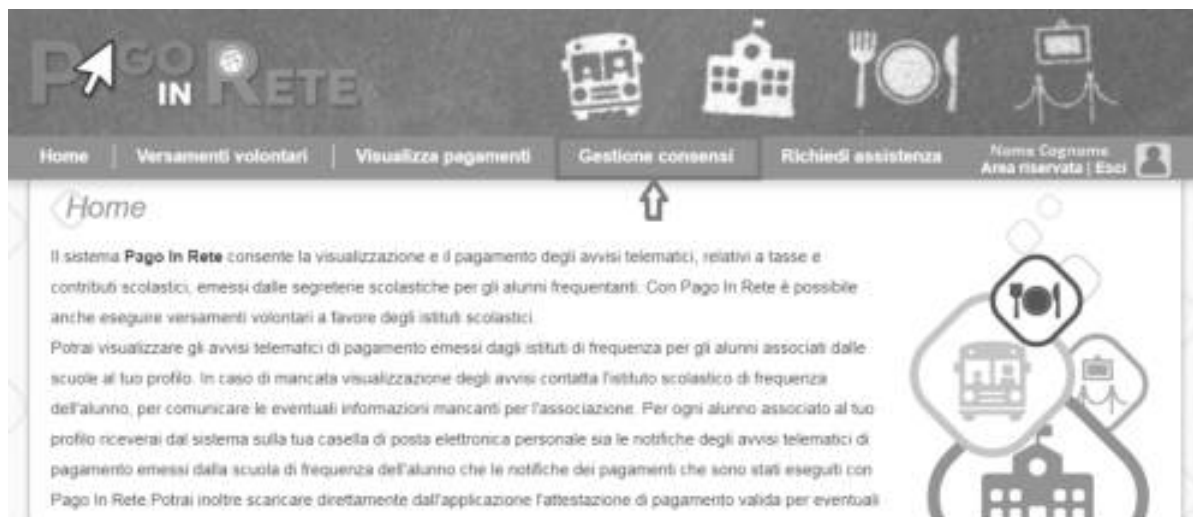 PAGO IN RETE
Home | Versamenti volontari | Visualizza pagamenti Gestione consensi Richiedi assistenza Nome Cognome
Area riservata | Esci
Home
Il sistema Pago In Rete consente la visualizzazione e il pagamento degli avvisi telematici, relativi a tasse e
contributi scolastici, emessi dalle segreterie scolastiche per gli alunni frequentanti. Con Pago In Rete è possibile
anche eseguire versamenti volontari a favore degli istituti scolastici.
Potrai visualizzare gli avvisi telematici di pagamento emessi dagli istituti di frequenza per gli alunni associati dalle
scuole al tuo profilo. In caso di mancata visualizzazione degli avvisi contatta l'istituto scolastico di frequenza
dell'alunno, per comunicare le eventuali informazioni mancanti per l'associazione. Per ogni alunno associato al tuo
profilo riceverai dal sistema sulla tua casella di posta elettronica personale sia le notifiche degli avvisi telematici di
pagamento emessi dalla scuola di frequenza dell'alunno che le notifiche dei pagamenti che sono stati eseguiti con
Pago In Rete.Potrai inoltre scaricare direttamente dall'applicazione l'attestazione di pagamento valida per eventuali